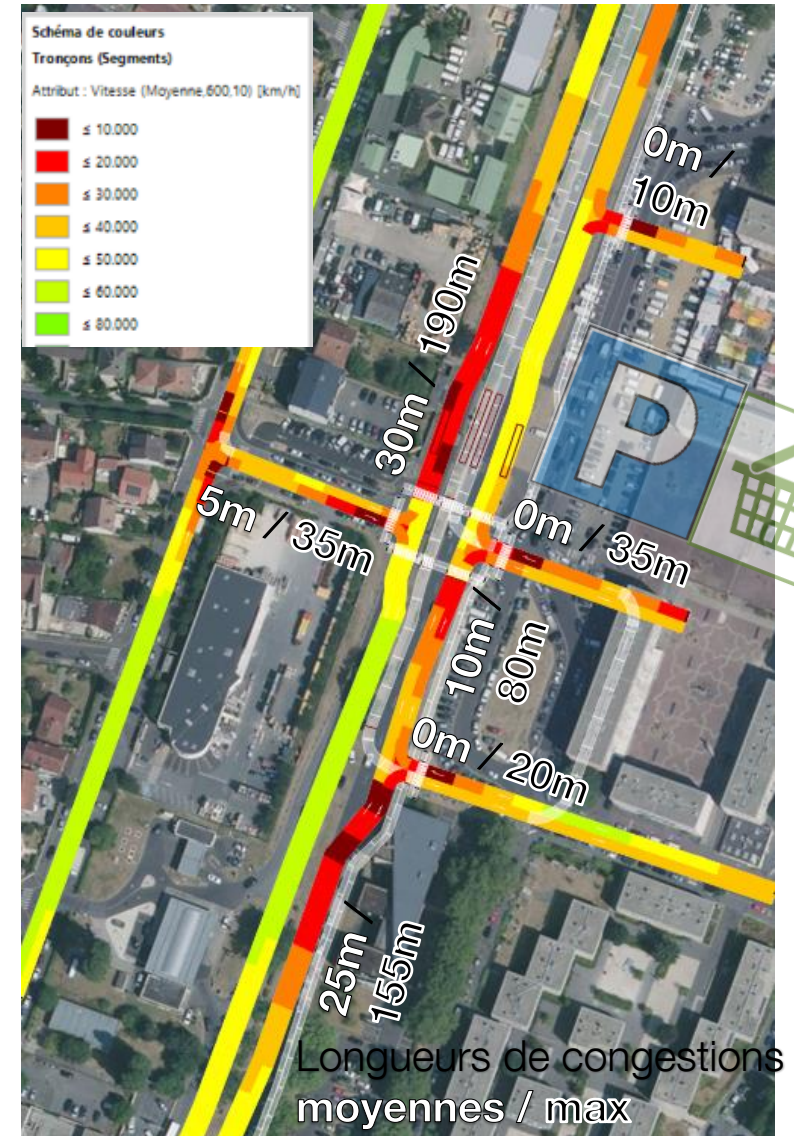 Schéma de couleurs
Tronçons (Segments)
Attribut : Vitesse (Moyenne,600,10) [km/h]
≤ 10.000
≤ 20.000
≤ 30.000
≤ 40.000
≤ 50.000
≤ 60.000
≤ 80.000
0m /
10m
30m / 190m
P
5m / 35m
0m / 35m
10m /
80m
0m / 20m
25m /
155m
Longueurs de congestions
moyennes / max